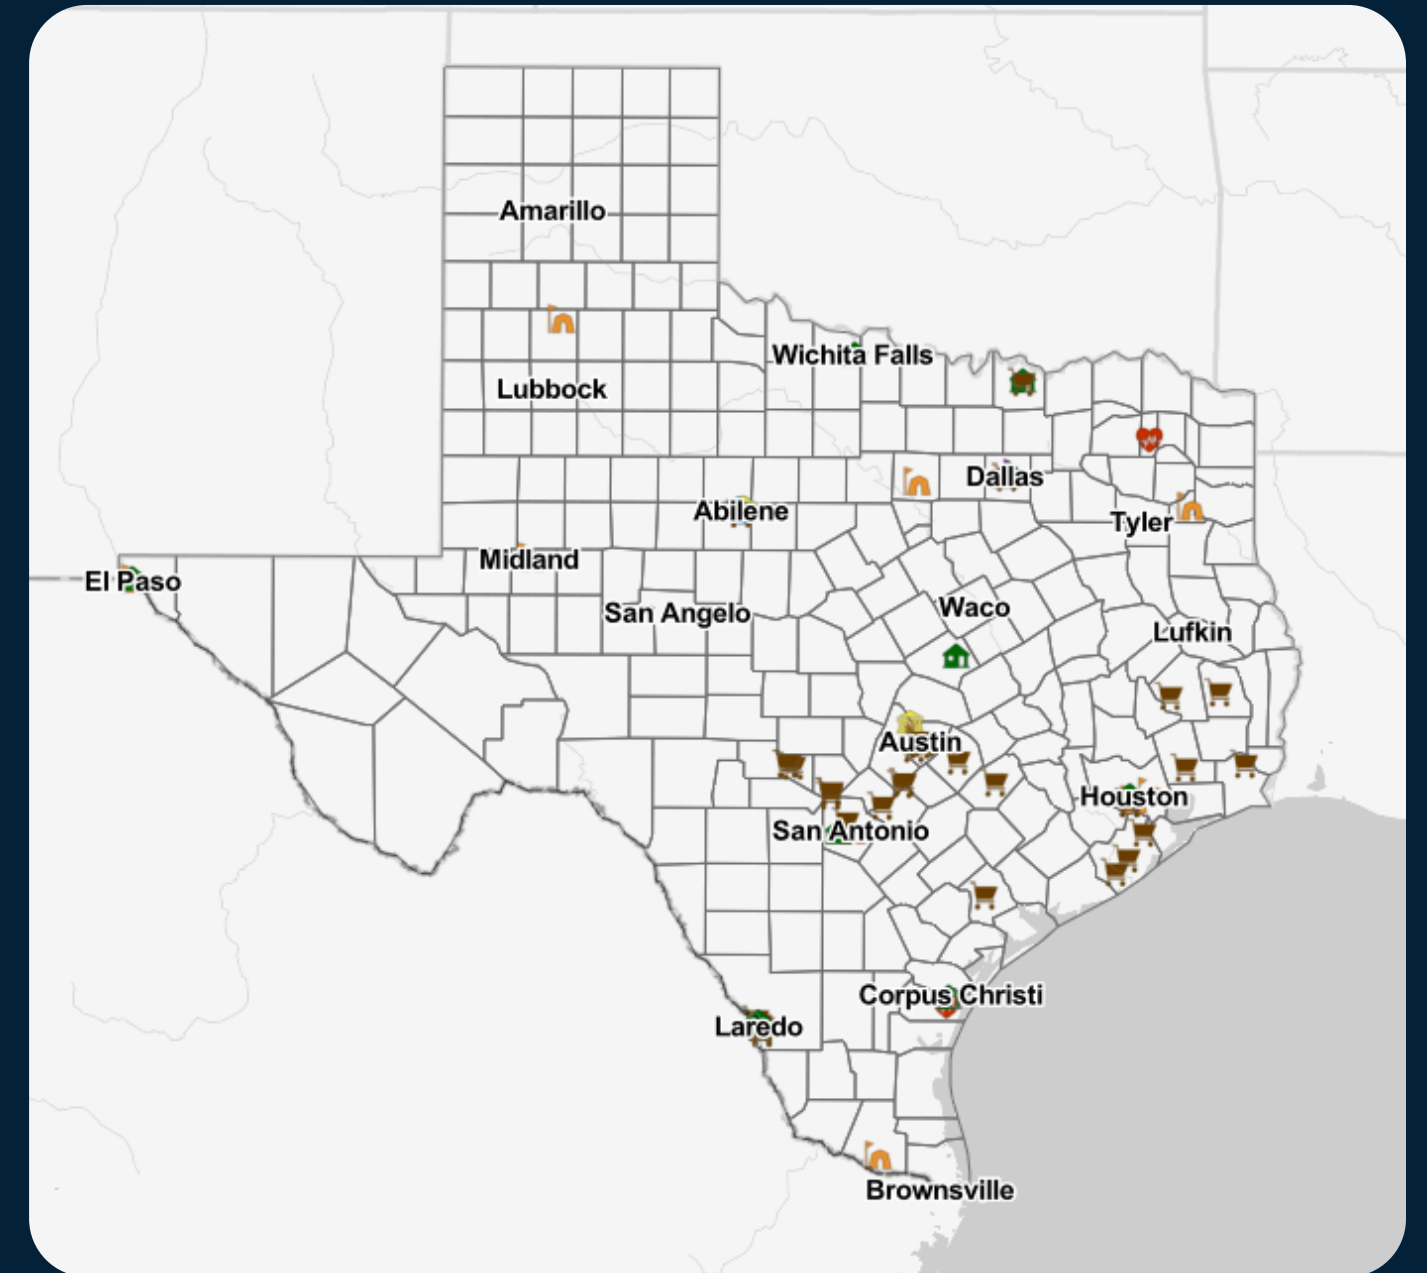 Amarillo
Wichita Falls
Lubbock
Dallas
Abilene
Tyler
Midland
El Paso
San Angelo
Waco
Lufkin
Austin
Houston
San Antonio
Corpus Christi
Laredo
Brownsville